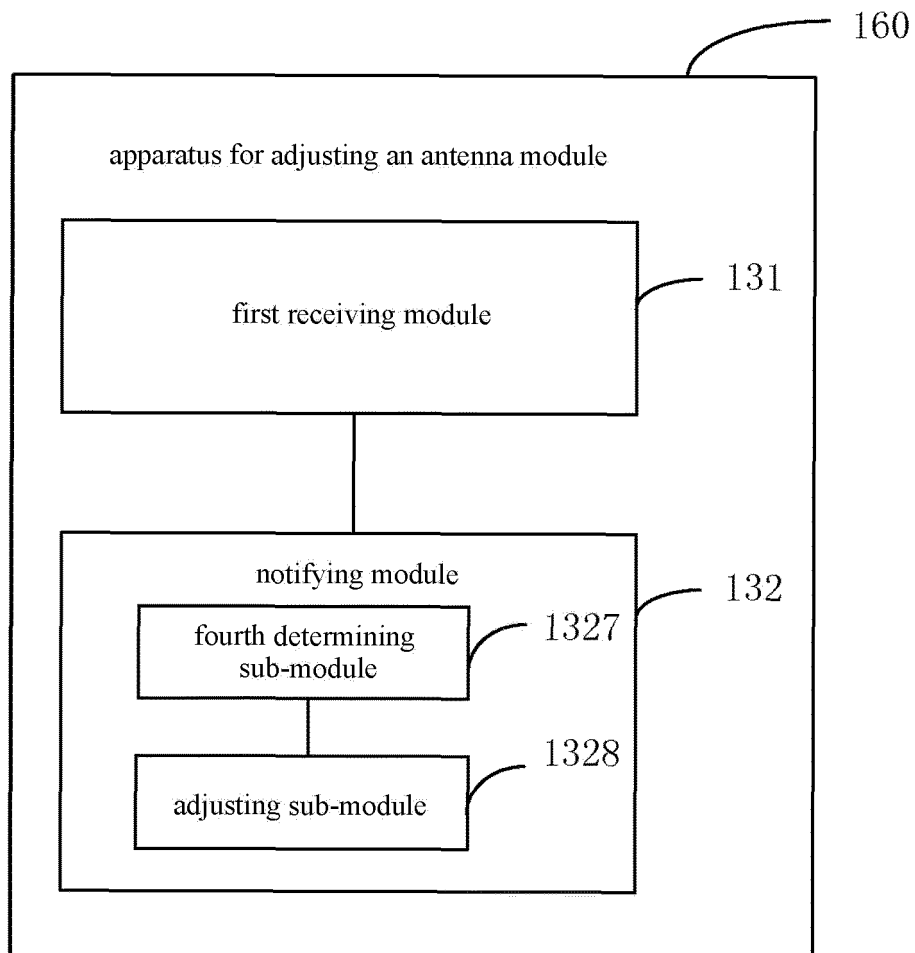 160
apparatus for adjusting an antenna module
131
first receiving module
notifying module
132
fourth determining
sub-module
1327
1328
adjusting sub-module